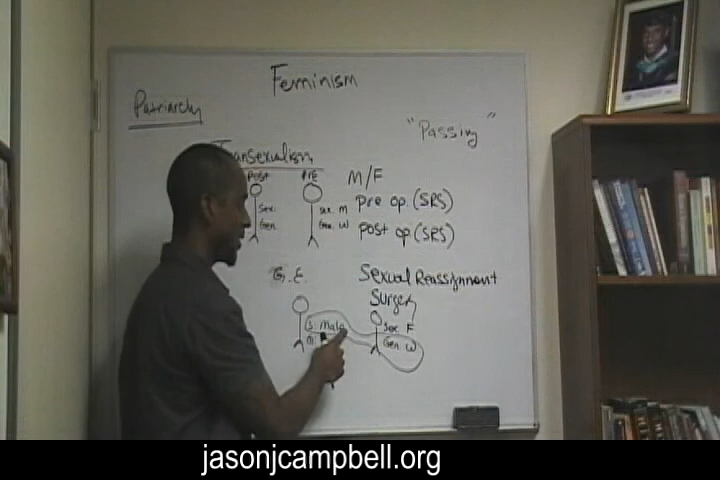 Feminism
Patriarchy
"Passing"
Transexualism
Post Pre M/F
Sex. sex. M Pre op (SRS)
Gen. Gen. W Post op (SRS)
G.E. Sexual Reassignment
Surgery
S. Male Sex F
Gen. W
jasonjcampbell.org